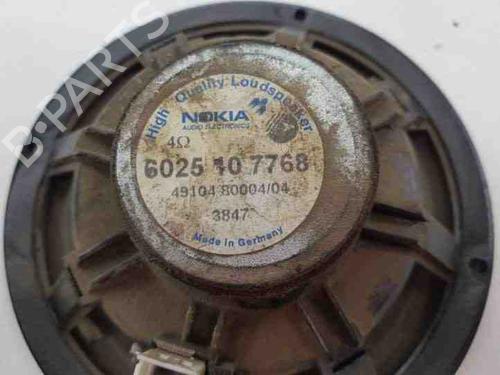 B-PARTS
High Quality Loudspeaker
NOKIA
AUDIO ELECTRONICS
4Ω
6025 10 7768
49104 80004/04
3847
Made in Germany